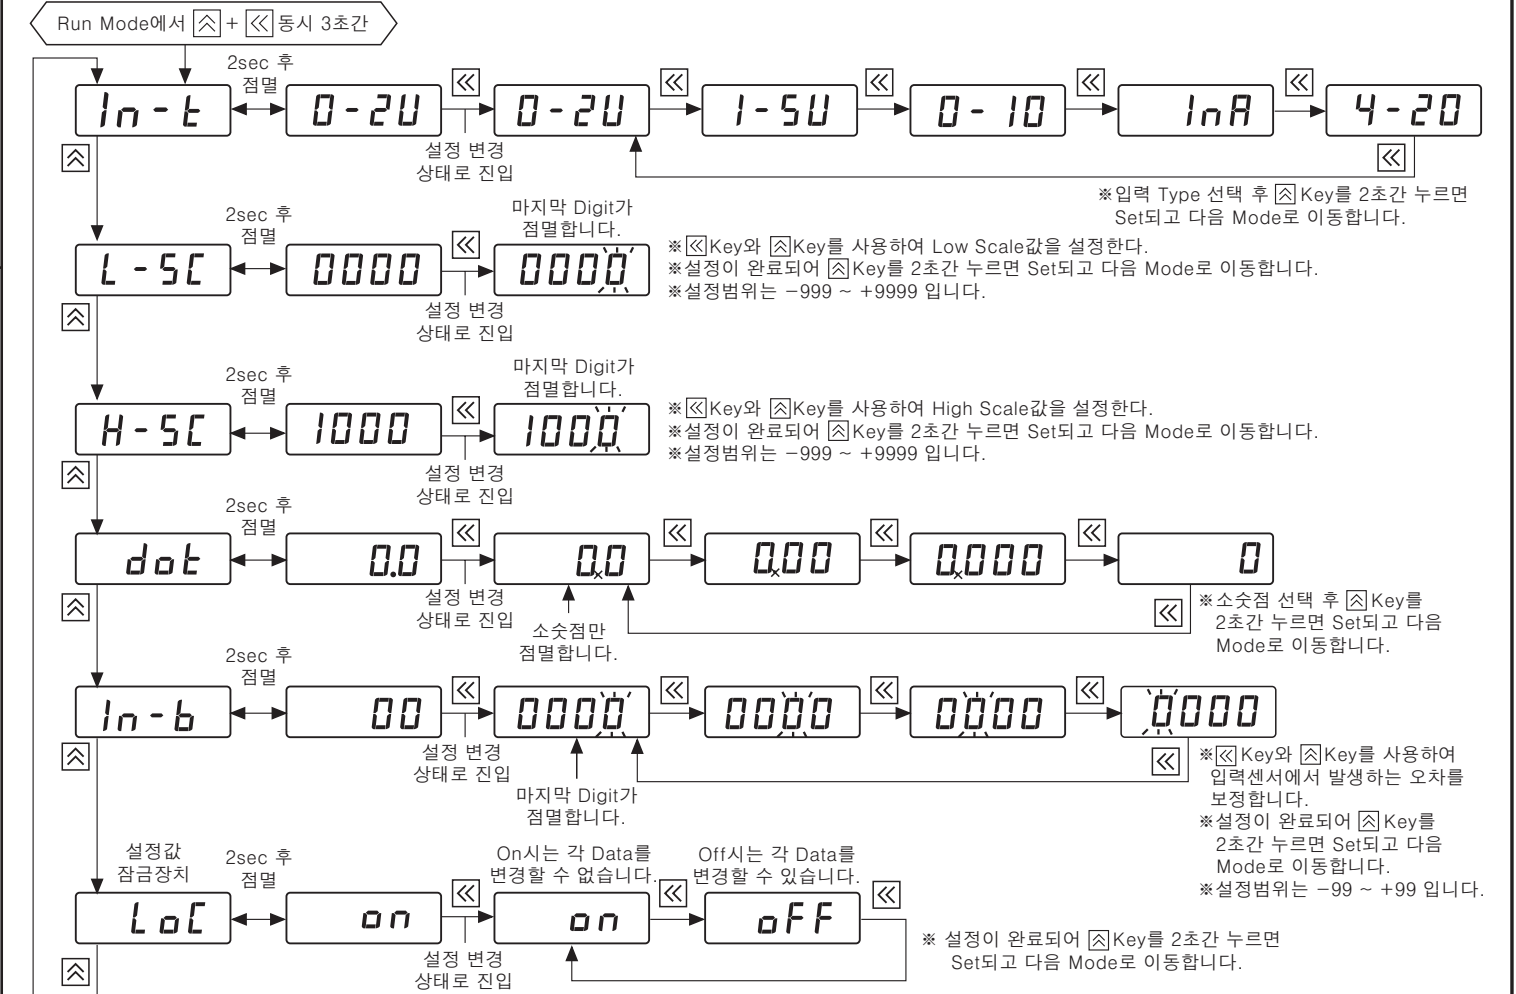 Run Mode에서 + 동시 3초간
2sec 후
점멸
In-t
0-2U
0-2U
1-5U
0-10
InA
4-20
설정 변경
상태로 진입
※입력 Type 선택 후 Key를 2초간 누르면
Set되고 다음 Mode로 이동합니다.
2sec 후
점멸
마지막 Digit가
점멸합니다.
L-SC
0000
0000
설정 변경
상태로 진입
※ Key와 Key를 사용하여 Low Scale값을 설정한다.
※설정이 완료되어 Key를 2초간 누르면 Set되고 다음 Mode로 이동합니다.
※설정범위는 -999 ~ +9999 입니다.
2sec 후
점멸
마지막 Digit가
점멸합니다.
H-SC
1000
1000
설정 변경
상태로 진입
※ Key와 Key를 사용하여 High Scale값을 설정한다.
※설정이 완료되어 Key를 2초간 누르면 Set되고 다음 Mode로 이동합니다.
※설정범위는 -999 ~ +9999 입니다.
2sec 후
점멸
dot
0.0
0.0
0.00
0.000
0
설정 변경
상태로 진입
소숫점만
점멸합니다.
※소숫점 선택 후 Key를
2초간 누르면 Set되고 다음
Mode로 이동합니다.
2sec 후
점멸
In-b
00
0000
0000
0000
0000
설정 변경
상태로 진입
마지막 Digit가
점멸합니다.
※ Key와 Key를 사용하여
입력센서에서 발생하는 오차를
보정합니다.
※설정이 완료되어 Key를
2초간 누르면 Set되고 다음
Mode로 이동합니다.
※설정범위는 -99 ~ +99 입니다.
설정값
잠금장치
2sec 후
점멸
On시는 각 Data를
변경할 수 없습니다.
Off시는 각 Data를
변경할 수 있습니다.
LoC
on
on
oFF
설정 변경
상태로 진입
※ 설정이 완료되어 Key를 2초간 누르면
Set되고 다음 Mode로 이동합니다.